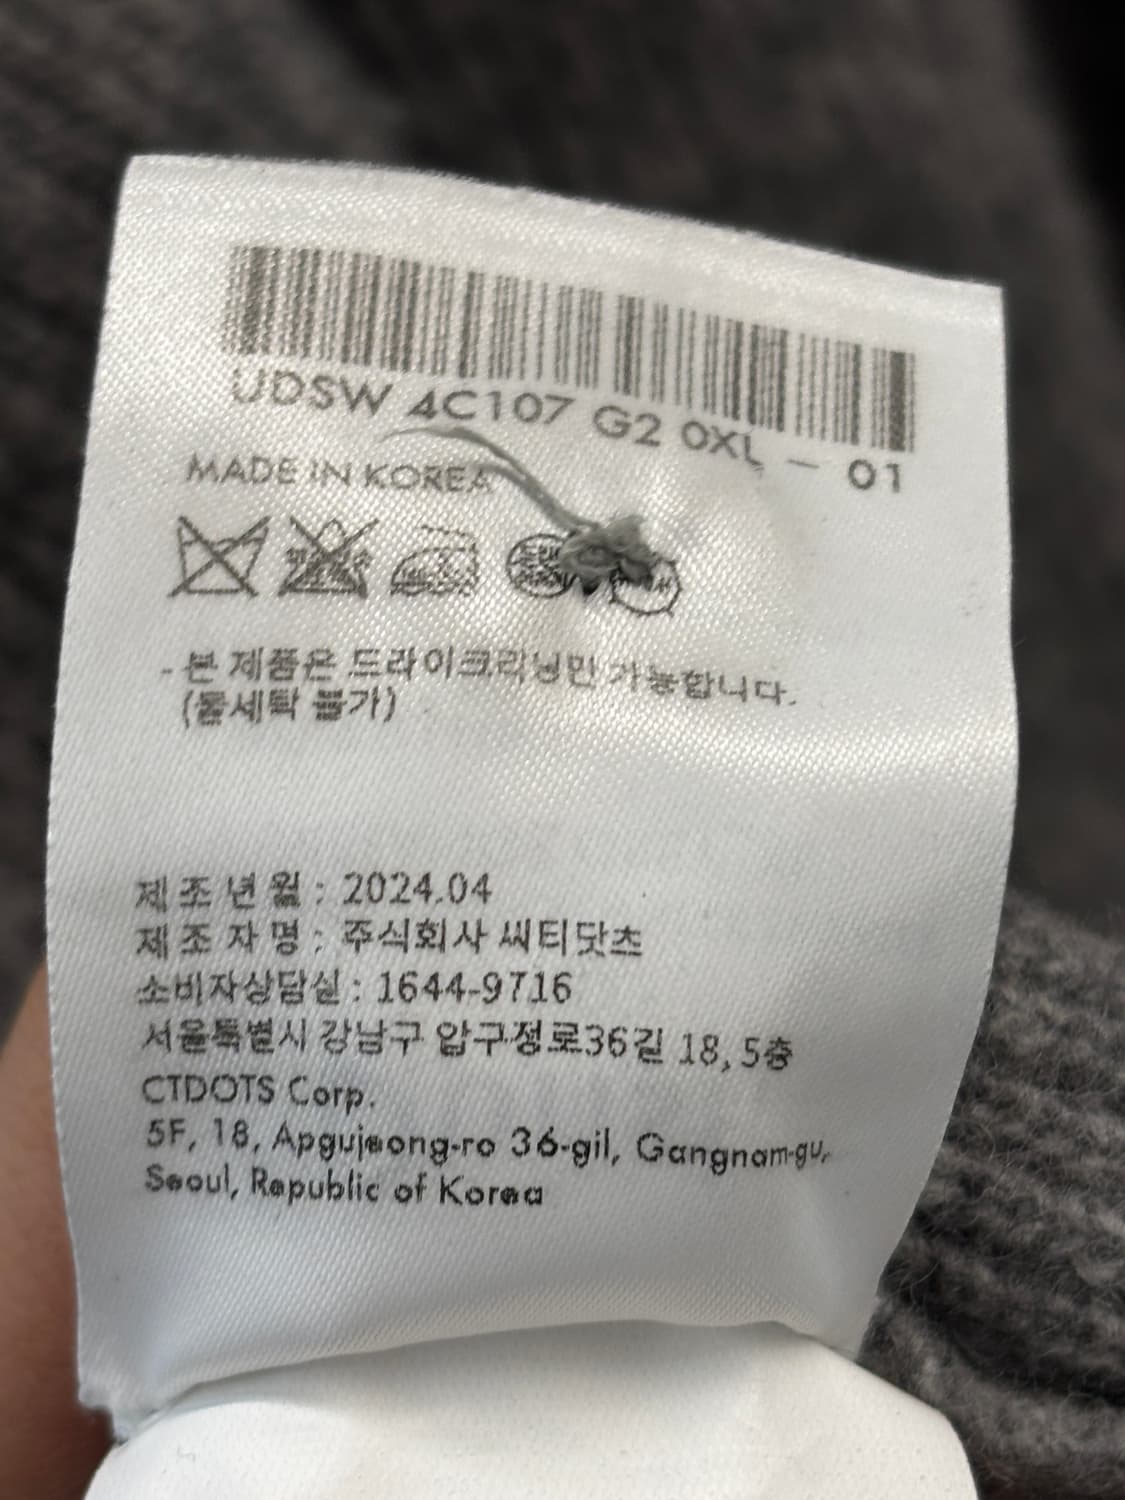 UDSW 4C107 G2 0XL - 01
MADE IN KOREA
- 본 제품은 드라이크리닝만 가능합니다.
(물세탁 불가)
제 조 년 월 : 2024.04
제 조 자 명 : 주식회사 씨티닷츠
소비자상담실 : 1644-9716
서울특별시 강남구 압구정로36길 18, 5층
CTDOTS Corp.
5F, 18, Apgujeong-ro 36-gil, Gangnam-gu,
Seoul, Republic of Korea